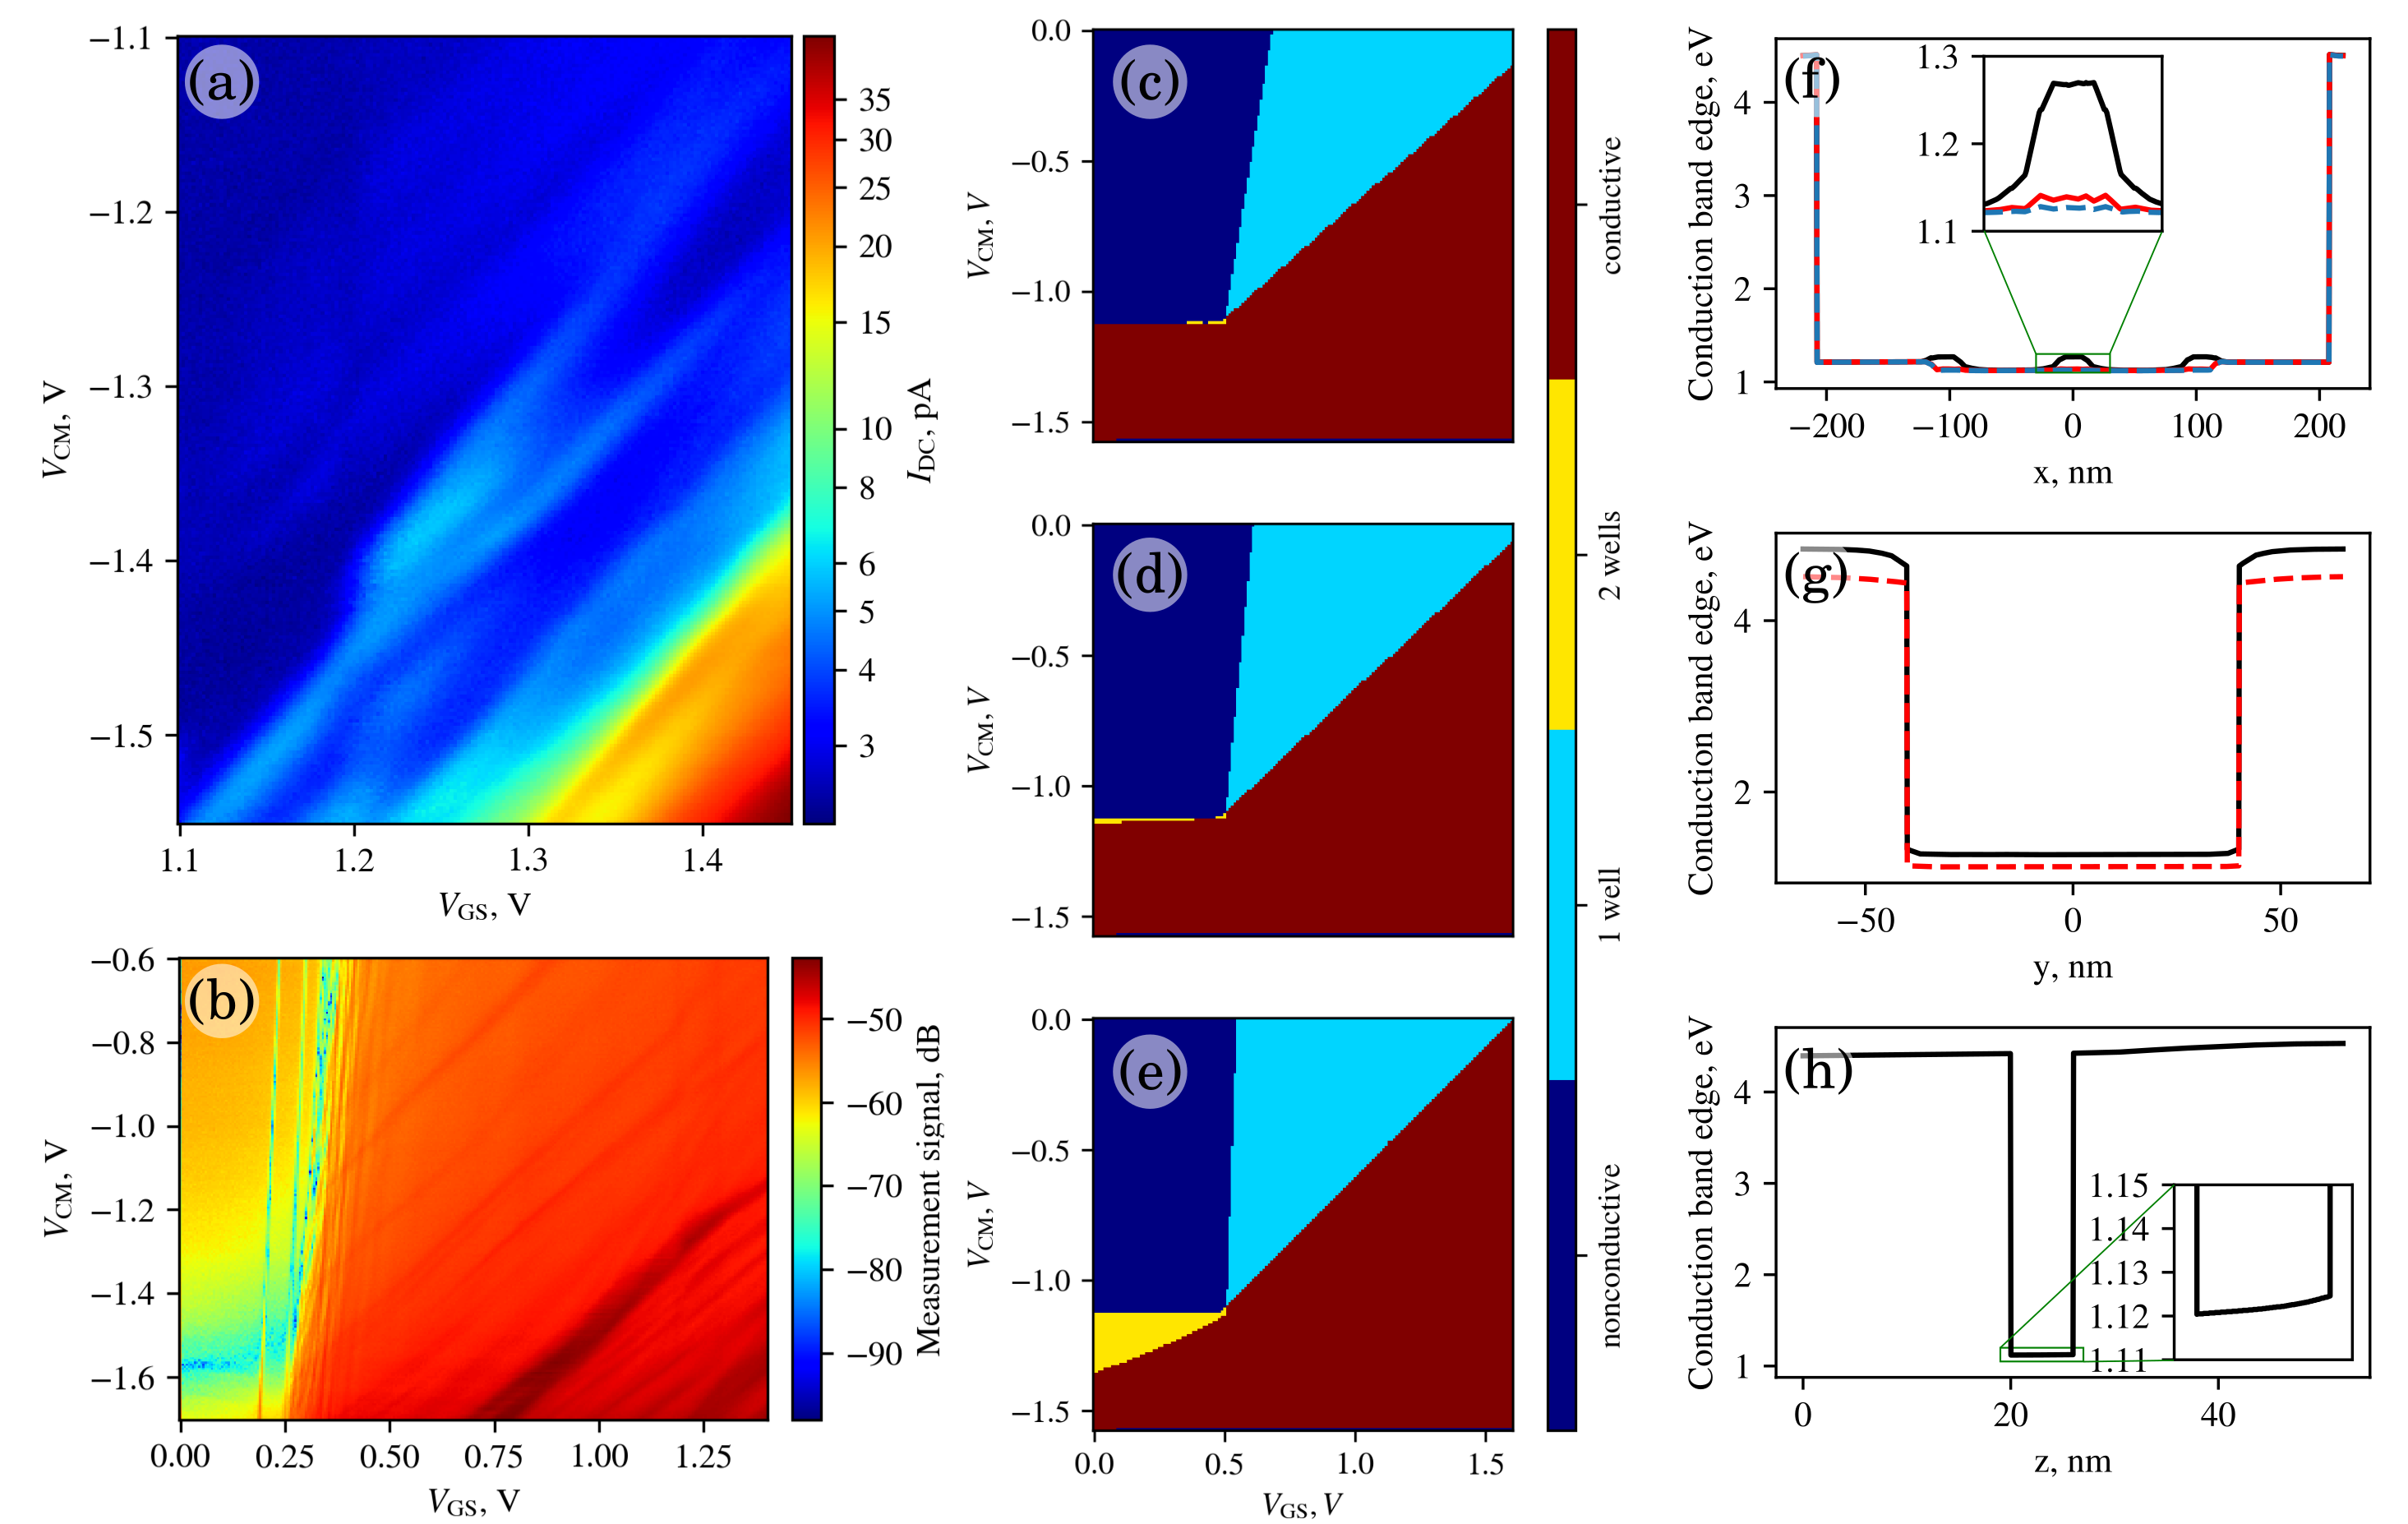 (a)
−1.1
−1.2
−1.3
−1.4
−1.5
V_CM, V
1.1 1.2 1.3 1.4
V_GS, V
35
30
25
20
15
10
8
6
5
4
3
I_DC, pA
(b)
−0.6
−0.8
−1.0
−1.2
−1.4
−1.6
V_CM, V
0.00 0.25 0.50 0.75 1.00 1.25
V_GS, V
−50
−60
−70
−80
−90
Measurement signal, dB
(c)
0.0
−0.5
−1.0
−1.5
V_CM, V
(d)
0.0
−0.5
−1.0
−1.5
V_CM, V
(e)
0.0
−0.5
−1.0
−1.5
V_CM, V
0.0 0.5 1.0 1.5
V_GS, V
conductive
2 wells
1 well
nonconductive
(f)
Conduction band edge, eV
4
3
2
1
1.3
1.2
1.1
−200 −100 0 100 200
x, nm
(g)
Conduction band edge, eV
4
2
−50 0 50
y, nm
(h)
Conduction band edge, eV
4
3
2
1
1.15
1.14
1.13
1.12
1.11
0 20 40
z, nm